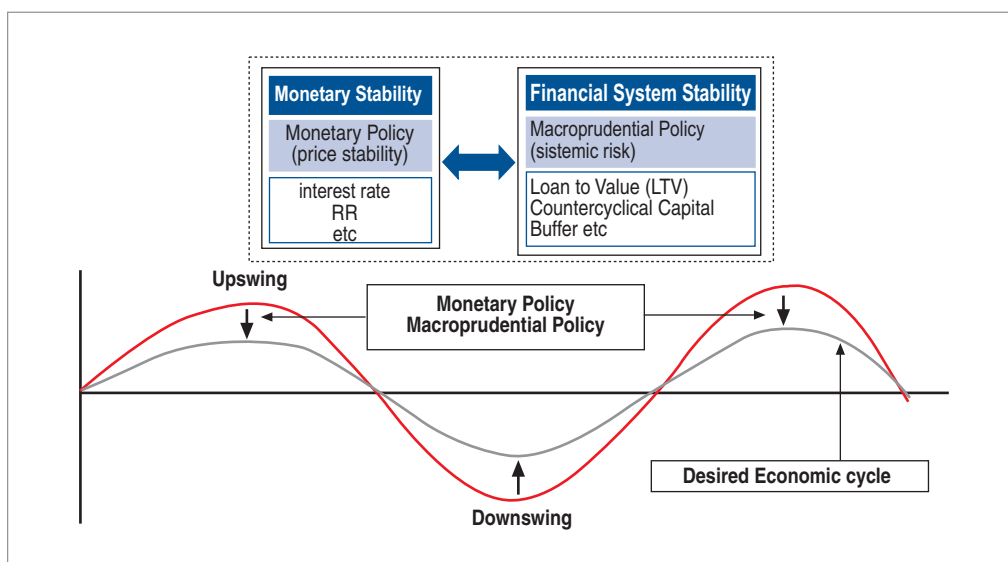 Monetary Stability
Monetary Policy
(price stability)
interest rate
RR
etc
Financial System Stability
Macroprudential Policy
(sistemic risk)
Loan to Value (LTV)
Countercyclical Capital
Buffer etc
Upswing
Monetary Policy
Macroprudential Policy
Desired Economic cycle
Downswing